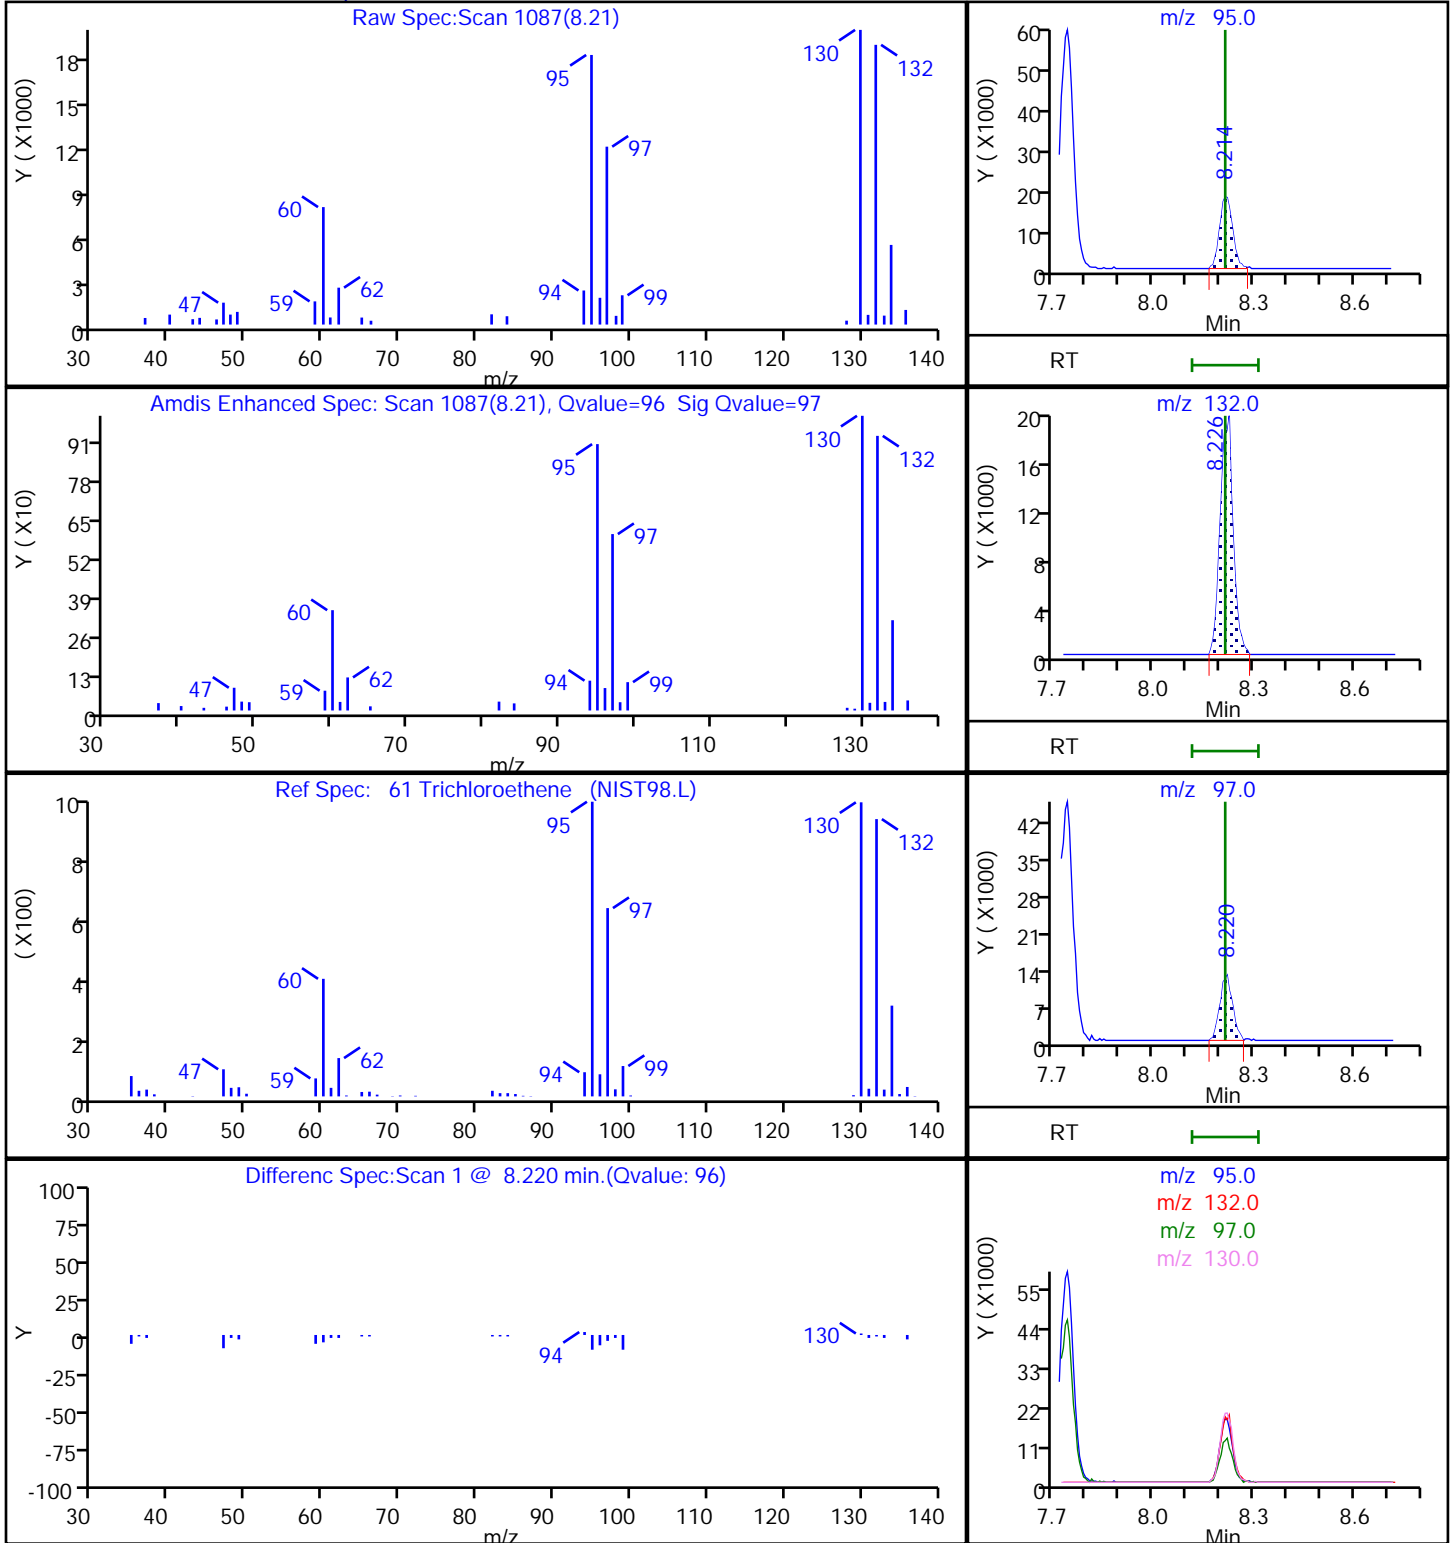 Raw Spec:Scan 1087(8.21)
Y ( X1000)
18
15
12
9
6
3
0
47
59
60
62
94
95
97
99
130
132
30 40 50 60 70 80 90 100 110 120 130 140
m/z
m/z 95.0
Y ( X1000)
60
50
40
30
20
10
0
8.214
7.7 8.0 8.3 8.6
Min
RT
Amdis Enhanced Spec: Scan 1087(8.21), Qvalue=96 Sig Qvalue=97
Y ( X10)
91
78
65
52
39
26
13
0
47
59
60
62
94
95
97
99
130
132
30 50 70 90 110 130
m/z
m/z 132.0
Y ( X1000)
20
16
12
8
4
0
8.226
7.7 8.0 8.3 8.6
Min
RT
Ref Spec: 61 Trichloroethene (NIST98.L)
( X100)
10
8
6
4
2
0
47
59
60
62
94
95
97
99
130
132
30 40 50 60 70 80 90 100 110 120 130 140
m/z 97.0
Y ( X1000)
42
35
28
21
14
7
0
8.220
7.7 8.0 8.3 8.6
Min
RT
Differenc Spec:Scan 1 @ 8.220 min.(Qvalue: 96)
Y
100
75
50
25
0
-25
-50
-75
-100
94
130
30 40 50 60 70 80 90 100 110 120 130 140
m/z
m/z 95.0
m/z 132.0
m/z 97.0
m/z 130.0
Y ( X1000)
55
44
33
22
11
0
7.7 8.0 8.3 8.6
Min